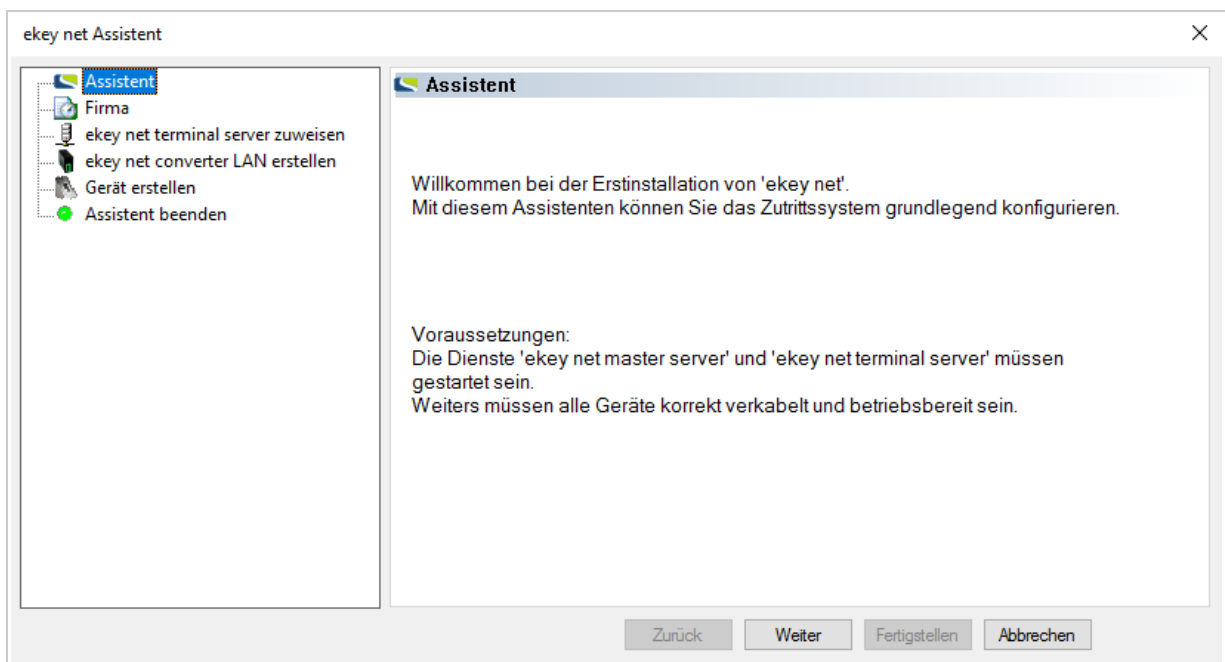 ekey net Assistent
Assistent
Firma
ekey net terminal server zuweisen
ekey net converter LAN erstellen
Gerät erstellen
Assistent beenden
Assistent
Willkommen bei der Erstinstallation von 'ekey net'.
Mit diesem Assistenten können Sie das Zutrittssystem grundlegend konfigurieren.
Voraussetzungen:
Die Dienste 'ekey net master server' und 'ekey net terminal server' müssen
gestartet sein.
Weiters müssen alle Geräte korrekt verkabelt und betriebsbereit sein.
Zurück
Weiter
Fertigstellen
Abbrechen